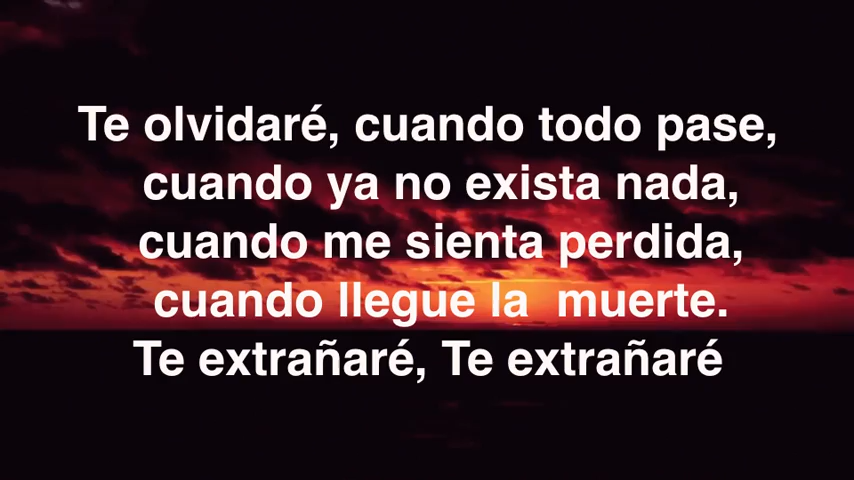 Te olvidaré, cuando todo pase,
cuando ya no exista nada,
cuando me sienta perdida,
cuando llegue la  muerte.
Te extrañaré, Te extrañaré